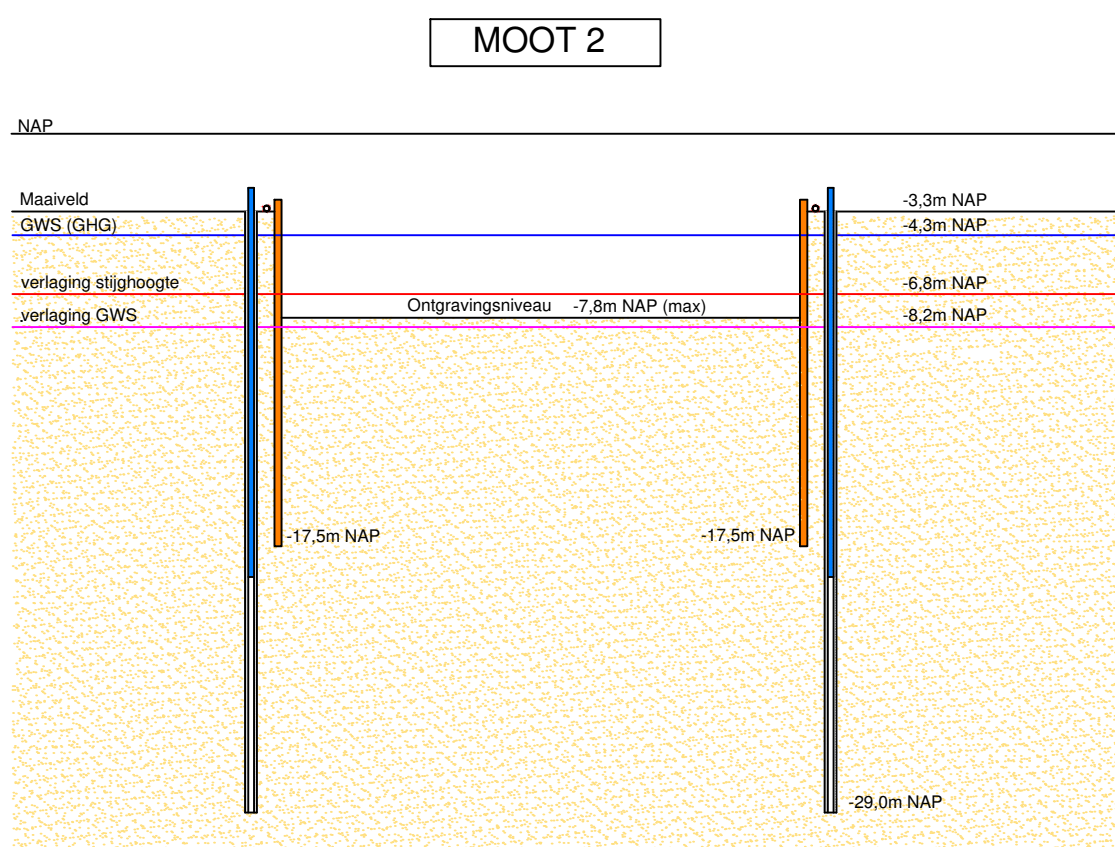 MOOT 2
NAP
Maaiveld -3,3m NAP
GWS (GHG) -4,3m NAP
verlaging stijghoogte -6,8m NAP
Ontgravingsniveau -7,8m NAP (max)
verlaging GWS -8,2m NAP
-17,5m NAP -17,5m NAP
-29,0m NAP